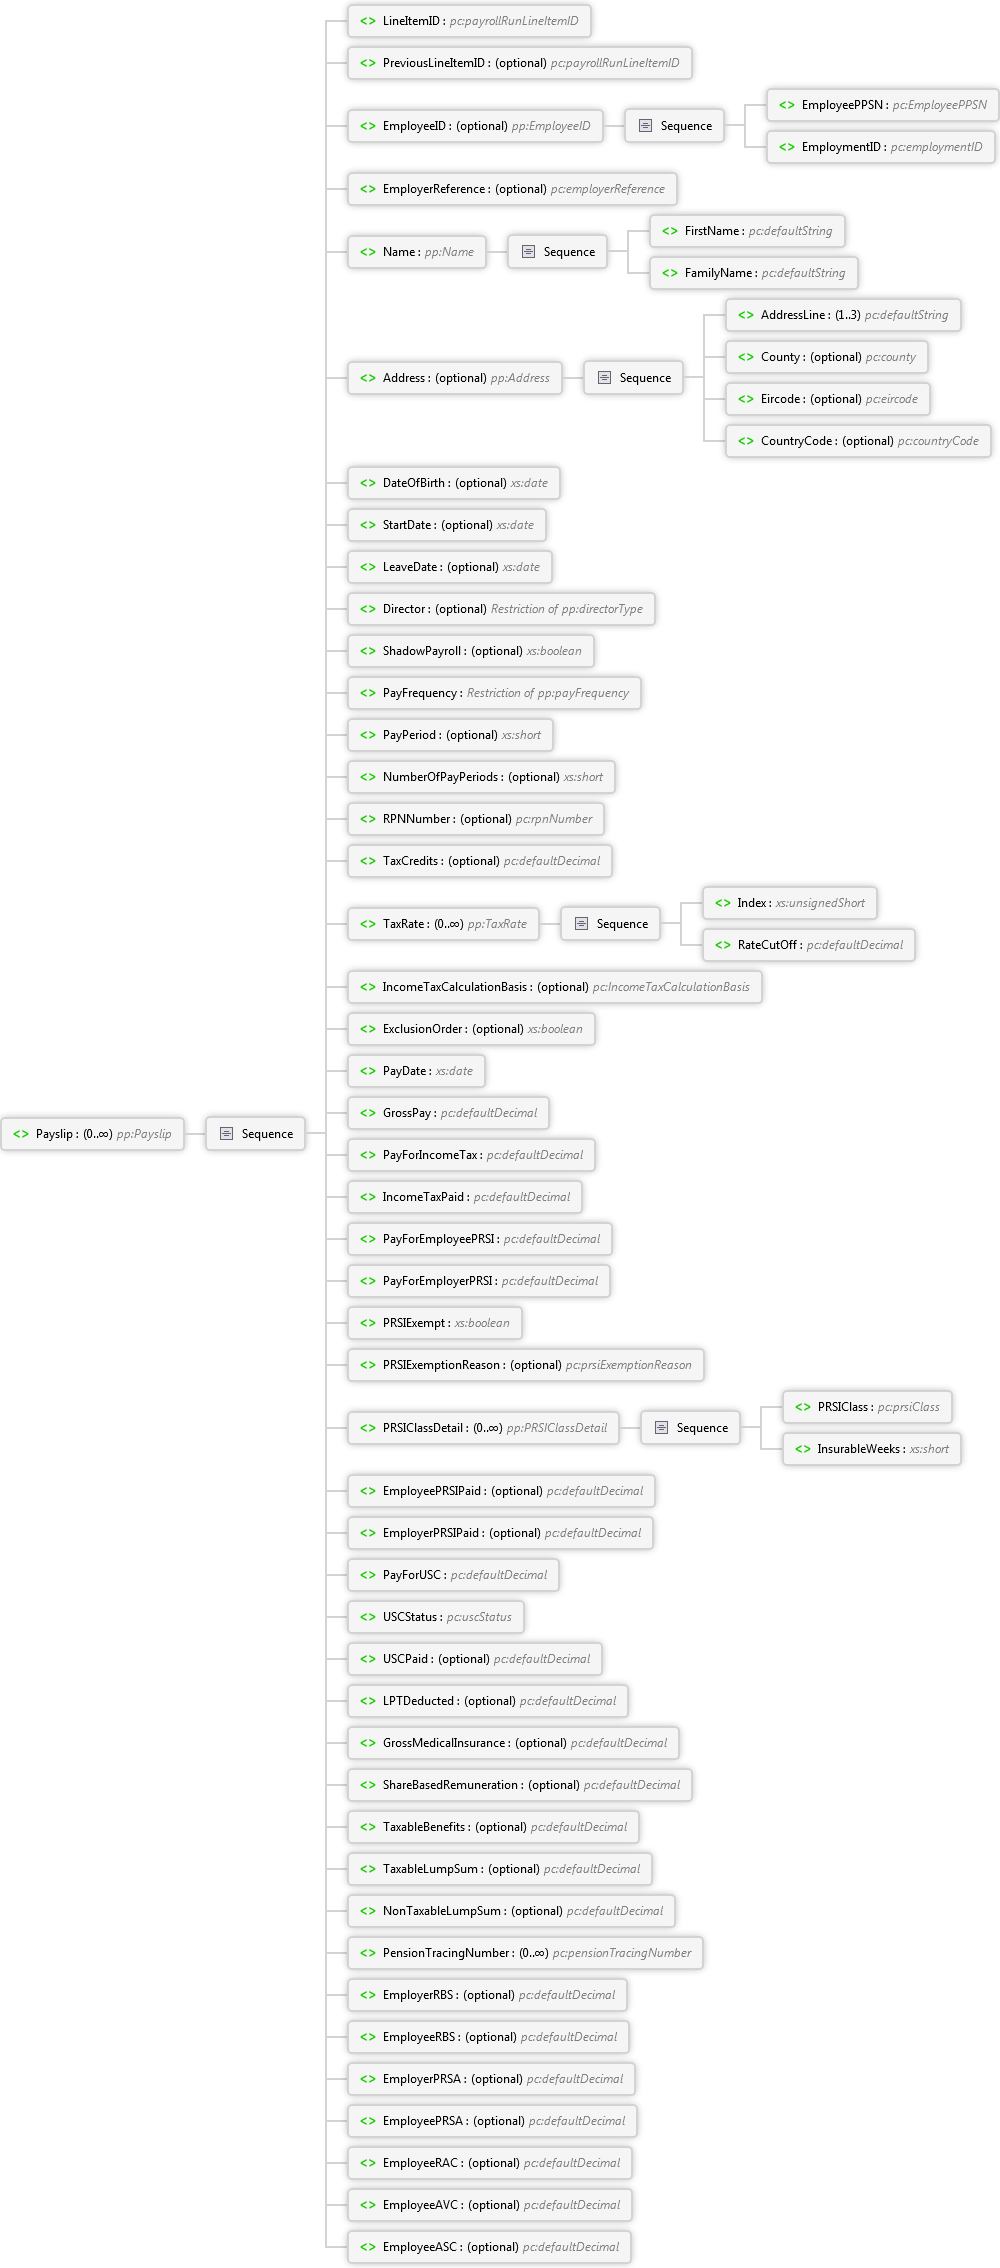 <> LineItemID : pc:payrollRunLineItemID
<> PreviousLineItemID : (optional) pc:payrollRunLineItemID
<> EmployeePPSN : pc:EmployeePPSN
<> EmployeeID : (optional) pp:EmployeeID Sequence
<> EmploymentID : pc:employmentID
<> EmployerReference : (optional) pc:employerReference
<> FirstName : pc:defaultString
<> Name : pp:Name Sequence
<> FamilyName : pc:defaultString
<> AddressLine : (1..3) pc:defaultString
<> County : (optional) pc:county
<> Address : (optional) pp:Address Sequence
<> Eircode : (optional) pc:eircode
<> CountryCode : (optional) pc:countryCode
<> DateOfBirth : (optional) xs:date
<> StartDate : (optional) xs:date
<> LeaveDate : (optional) xs:date
<> Director : (optional) Restriction of pp:directorType
<> ShadowPayroll : (optional) xs:boolean
<> PayFrequency : Restriction of pp:payFrequency
<> PayPeriod : (optional) xs:short
<> NumberOfPayPeriods : (optional) xs:short
<> RPNNumber : (optional) pc:rpnNumber
<> TaxCredits : (optional) pc:defaultDecimal
<> Index : xs:unsignedShort
<> TaxRate : (0..∞) pp:TaxRate Sequence
<> RateCutOff : pc:defaultDecimal
<> IncomeTaxCalculationBasis : (optional) pc:IncomeTaxCalculationBasis
<> ExclusionOrder : (optional) xs:boolean
<> PayDate : xs:date
<> GrossPay : pc:defaultDecimal
<> Payslip : (0..∞) pp:Payslip Sequence
<> PayForIncomeTax : pc:defaultDecimal
<> IncomeTaxPaid : pc:defaultDecimal
<> PayForEmployeePRSI : pc:defaultDecimal
<> PayForEmployerPRSI : pc:defaultDecimal
<> PRSIExempt : xs:boolean
<> PRSIExemptionReason : (optional) pc:prsiExemptionReason
<> PRSIClass : pc:prsiClass
<> PRSIClassDetail : (0..∞) pp:PRSIClassDetail Sequence
<> InsurableWeeks : xs:short
<> EmployeePRSIPaid : (optional) pc:defaultDecimal
<> EmployerPRSIPaid : (optional) pc:defaultDecimal
<> PayForUSC : pc:defaultDecimal
<> USCStatus : pc:uscStatus
<> USCPaid : (optional) pc:defaultDecimal
<> LPTDeducted : (optional) pc:defaultDecimal
<> GrossMedicalInsurance : (optional) pc:defaultDecimal
<> ShareBasedRemuneration : (optional) pc:defaultDecimal
<> TaxableBenefits : (optional) pc:defaultDecimal
<> TaxableLumpSum : (optional) pc:defaultDecimal
<> NonTaxableLumpSum : (optional) pc:defaultDecimal
<> PensionTracingNumber : (0..∞) pc:pensionTracingNumber
<> EmployerRBS : (optional) pc:defaultDecimal
<> EmployeeRBS : (optional) pc:defaultDecimal
<> EmployerPRSA : (optional) pc:defaultDecimal
<> EmployeePRSA : (optional) pc:defaultDecimal
<> EmployeeRAC : (optional) pc:defaultDecimal
<> EmployeeAVC : (optional) pc:defaultDecimal
<> EmployeeASC : (optional) pc:defaultDecimal